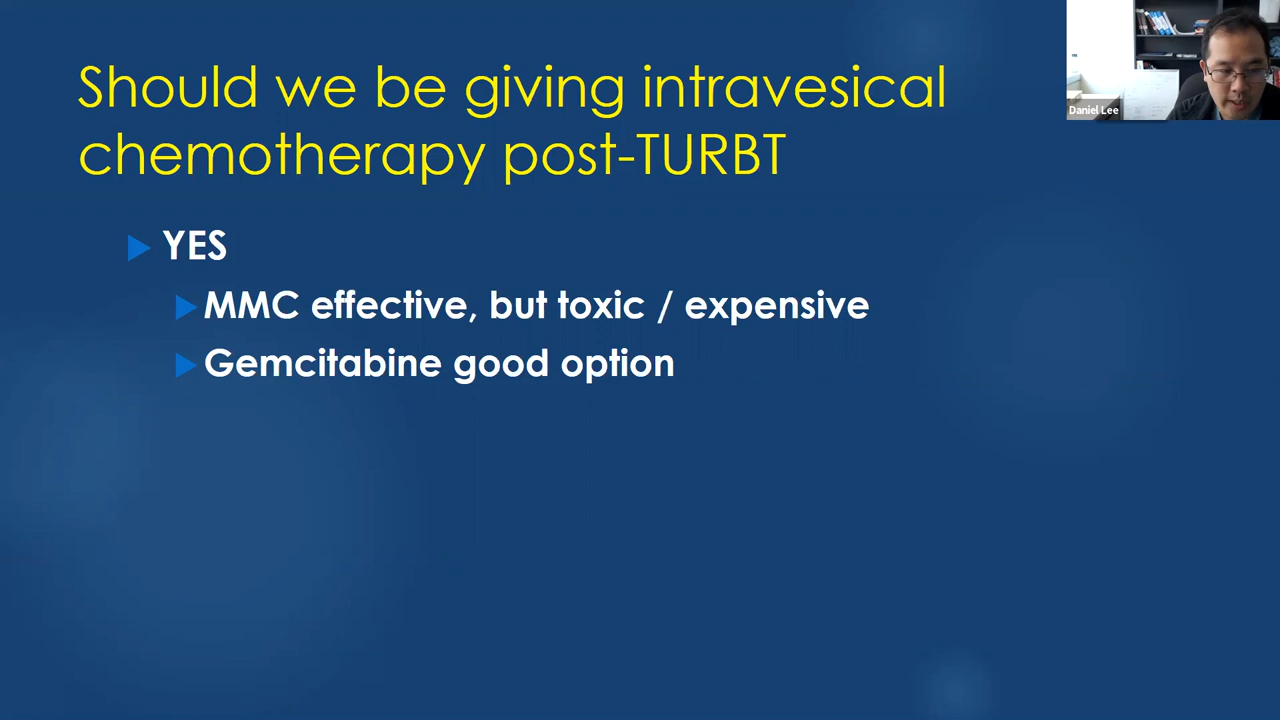 Should we be giving intravesical
chemotherapy post-TURBT
YES
MMC effective, but toxic / expensive
Gemcitabine good option
Daniel Lee